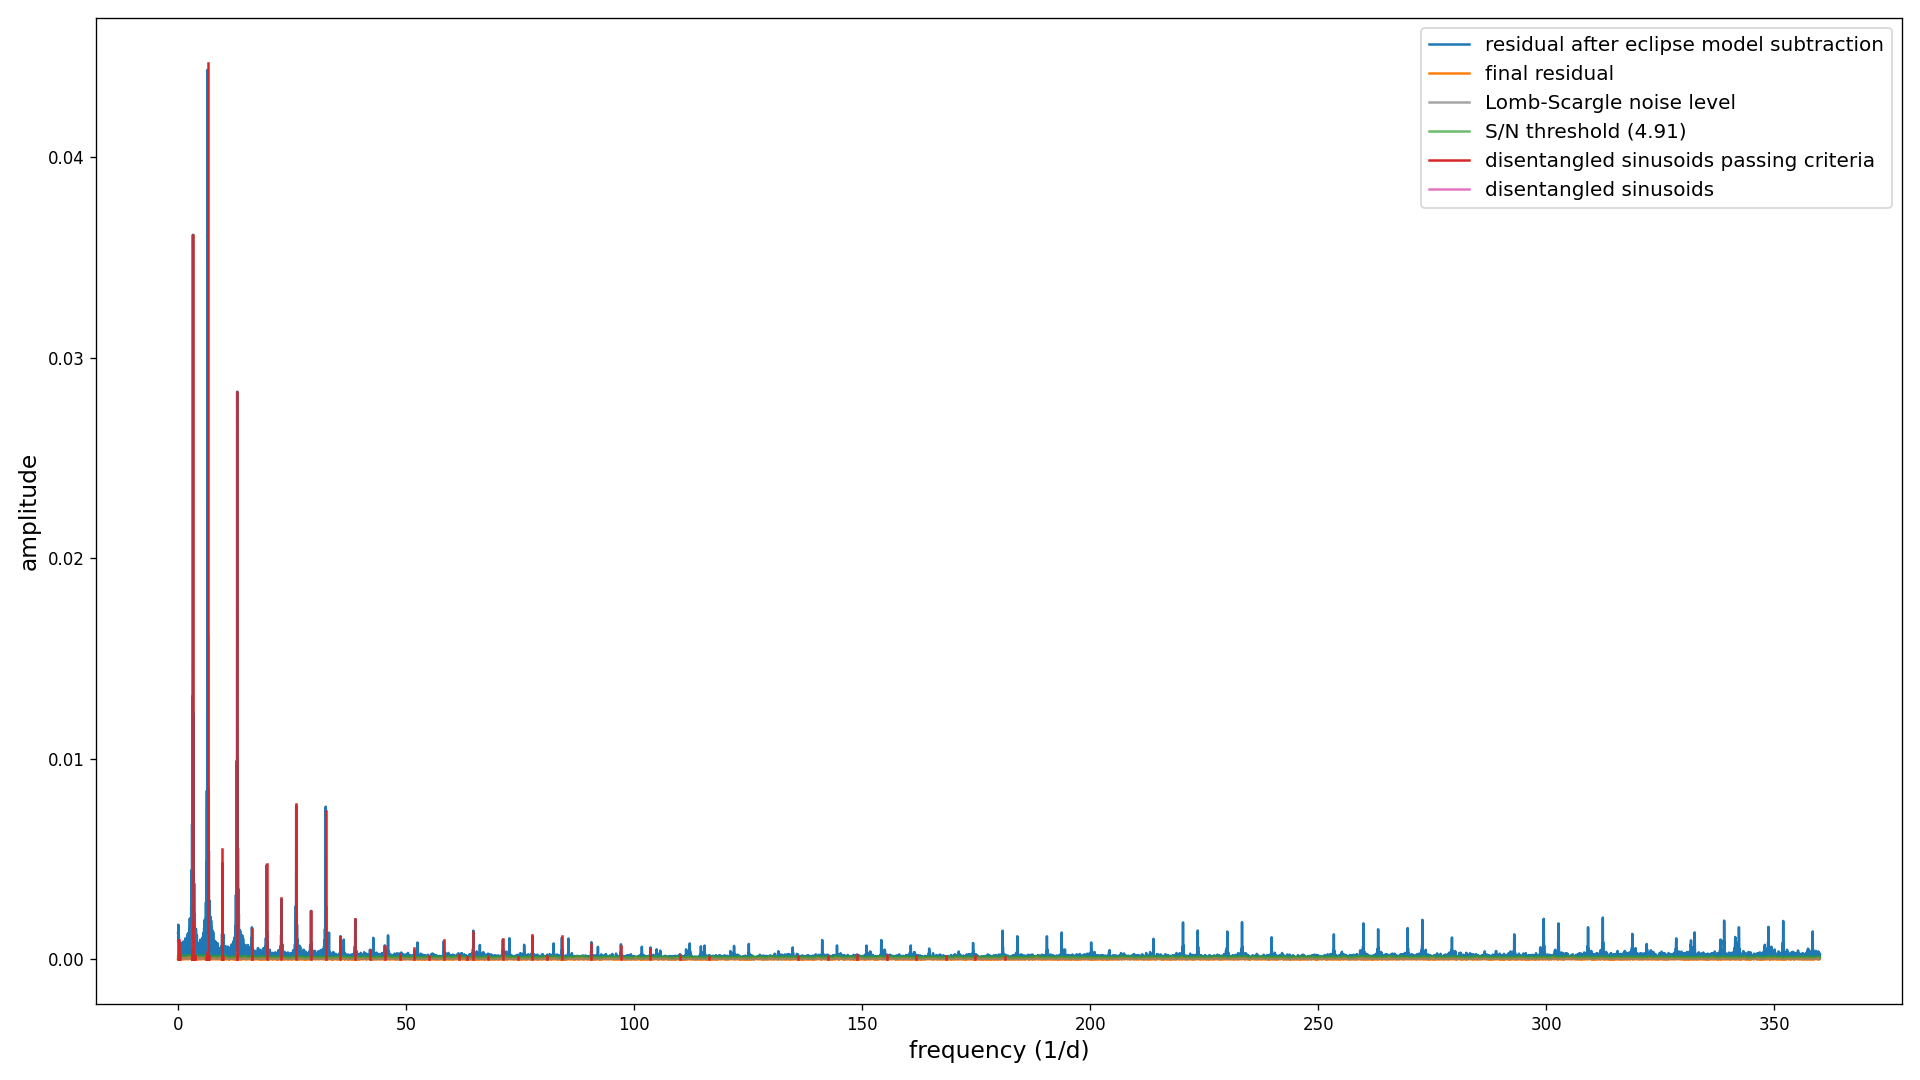 residual after eclipse model subtraction
final residual
Lomb-Scargle noise level
S/N threshold (4.91)
disentangled sinusoids passing criteria
disentangled sinusoids
0.04
0.03
0.02
0.01
0.00
amplitude
0 50 100 150 200 250 300 350
frequency (1/d)